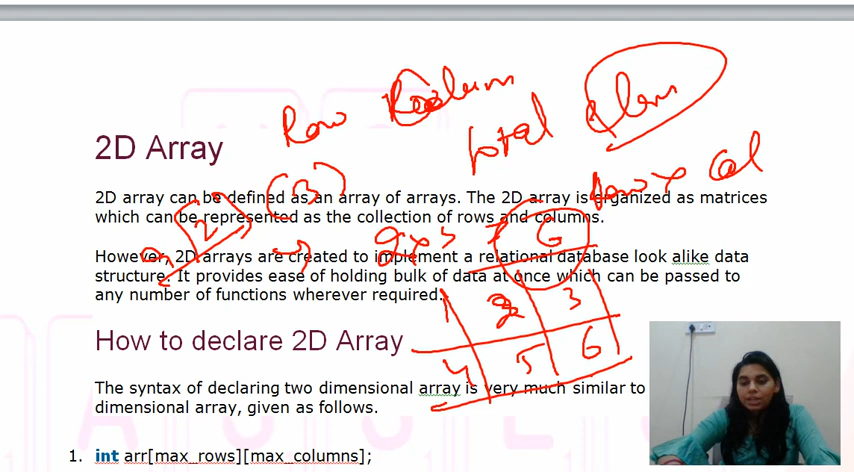 Row Column
total elem
row x col
2D Array
a[2][3]
2D array can be defined as an array of arrays. The 2D array is organized as matrices
which can be represented as the collection of rows and columns.
→ 2x3 = 6
However, 2D arrays are created to implement a relational database look alike data
structure. It provides ease of holding bulk of data at once which can be passed to
any number of functions wherever required.
1 2 3
How to declare 2D Array
4 5 6
The syntax of declaring two dimensional array is very much similar to
dimensional array, given as follows.
1. int arr[max_rows][max_columns];